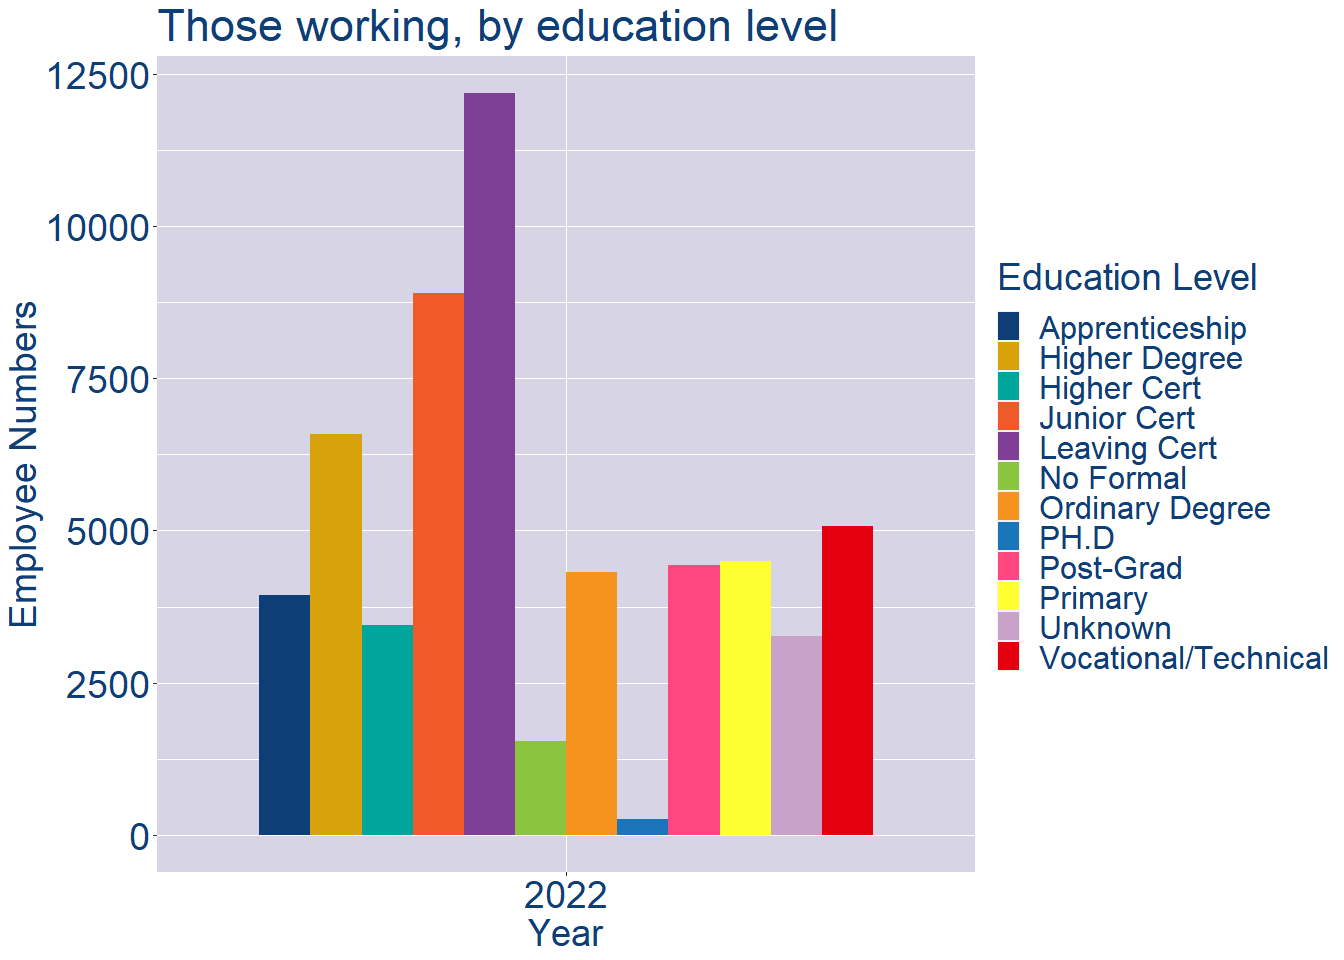 Those working, by education level
12500
10000
7500
5000
2500
0
Employee Numbers
2022
Year
Education Level
Apprenticeship
Higher Degree
Higher Cert
Junior Cert
Leaving Cert
No Formal
Ordinary Degree
PH.D
Post-Grad
Primary
Unknown
Vocational/Technical